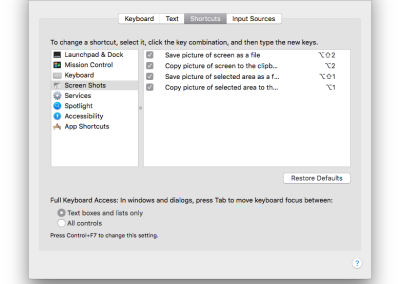 Keyboard Text Shortcuts Input Sources
To change a shortcut, select it, click the key combination, and then type the new keys.
Launchpad & Dock
Mission Control
Keyboard
Screen Shots
Services
Spotlight
Accessibility
App Shortcuts
Save picture of screen as a file ⌥⇧2
Copy picture of screen to the clipb... ⌥2
Save picture of selected area as a f... ⌥⇧1
Copy picture of selected area to th... ⌥1
Restore Defaults
Full Keyboard Access: In windows and dialogs, press Tab to move keyboard focus between:
Text boxes and lists only
All controls
Press Control+F7 to change this setting.
?